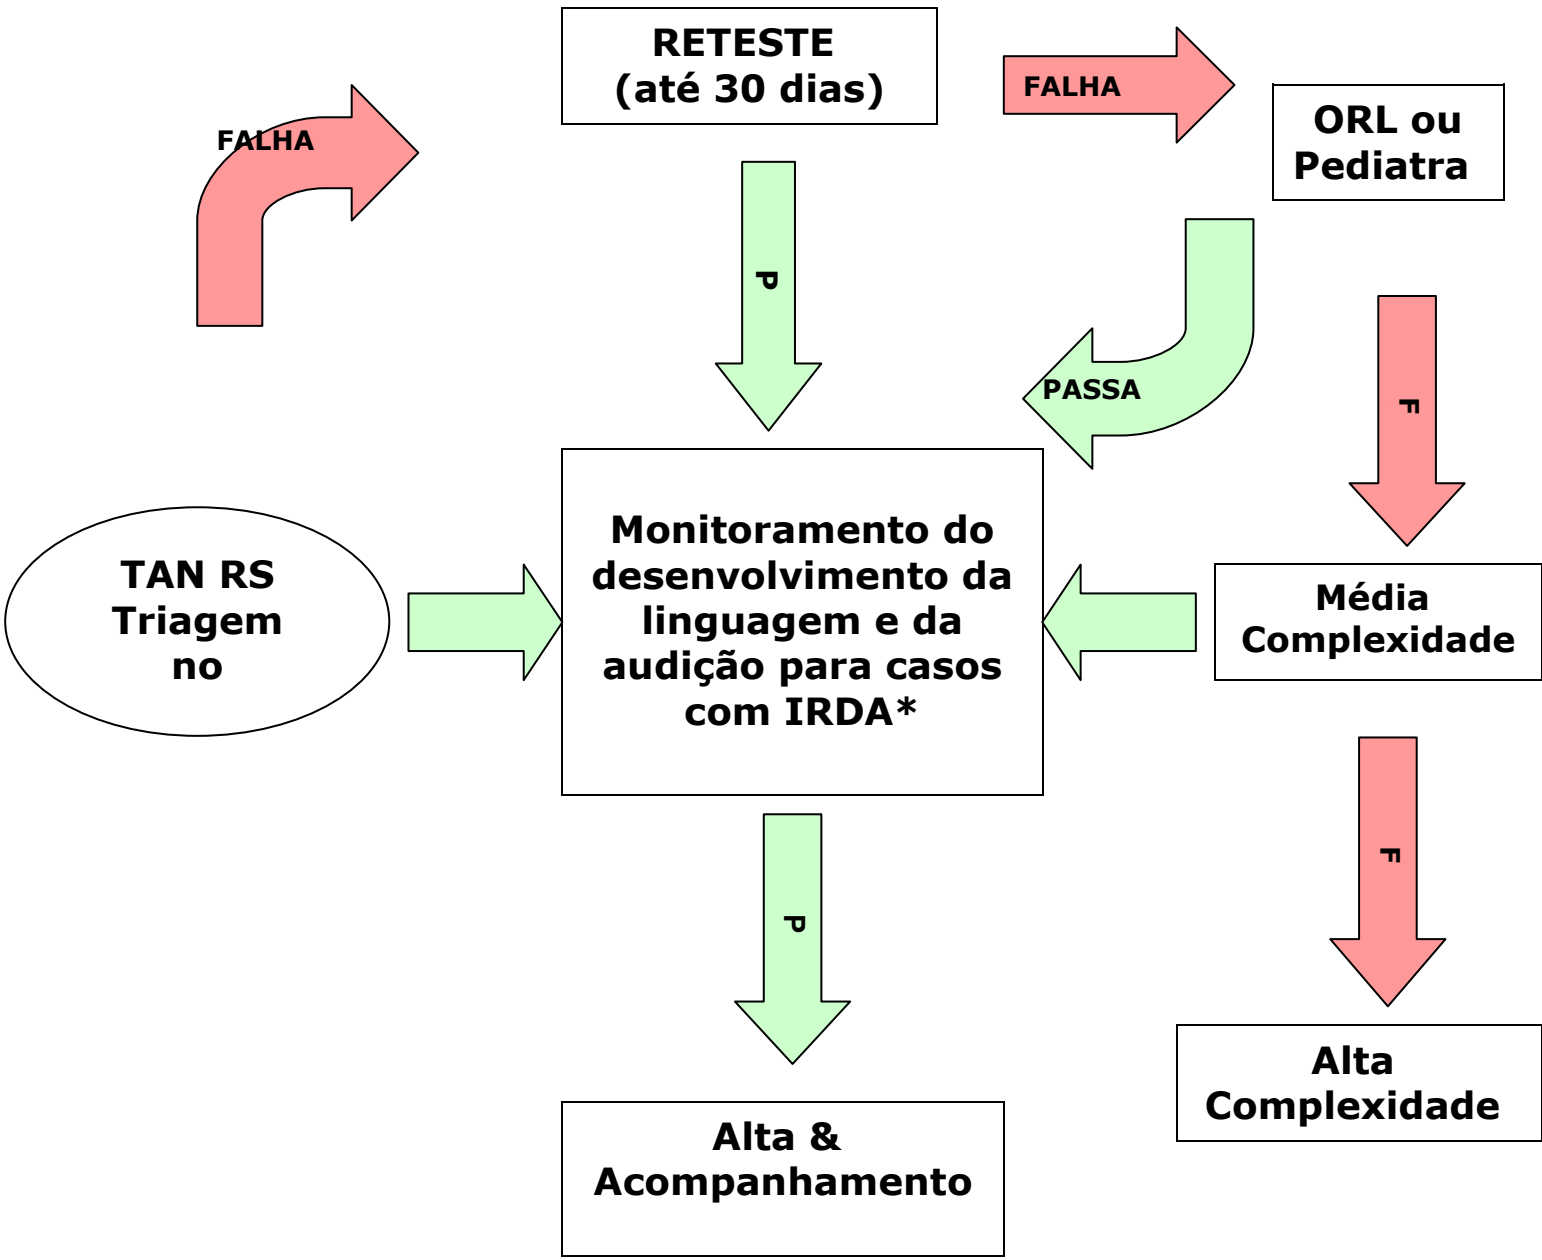 RETESTE
(até 30 dias)
FALHA
FALHA
ORL ou
Pediatra
P
PASSA
F
TAN RS
Triagem
no
Monitoramento do
desenvolvimento da
linguagem e da
audição para casos
com IRDA*
Média
Complexidade
F
P
Alta
Complexidade
Alta &
Acompanhamento